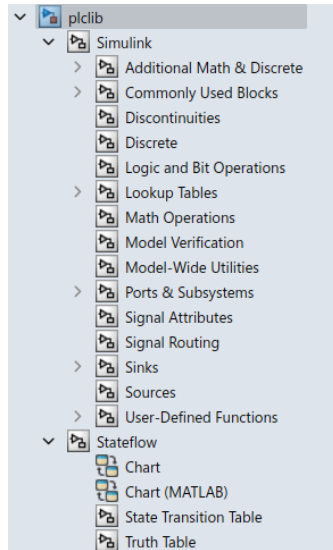 plclib
Simulink
Additional Math & Discrete
Commonly Used Blocks
Discontinuities
Discrete
Logic and Bit Operations
Lookup Tables
Math Operations
Model Verification
Model-Wide Utilities
Ports & Subsystems
Signal Attributes
Signal Routing
Sinks
Sources
User-Defined Functions
Stateflow
Chart
Chart (MATLAB)
State Transition Table
Truth Table